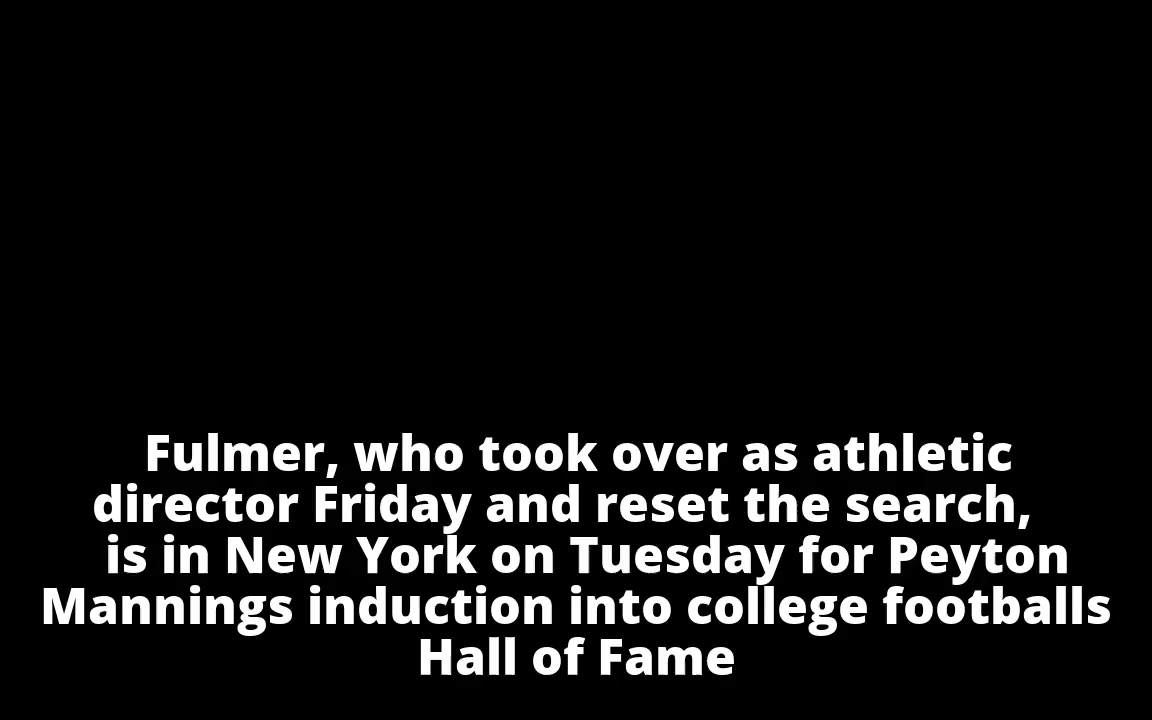 Fulmer, who took over as athletic
director Friday and reset the search,
is in New York on Tuesday for Peyton
Mannings induction into college footballs
Hall of Fame